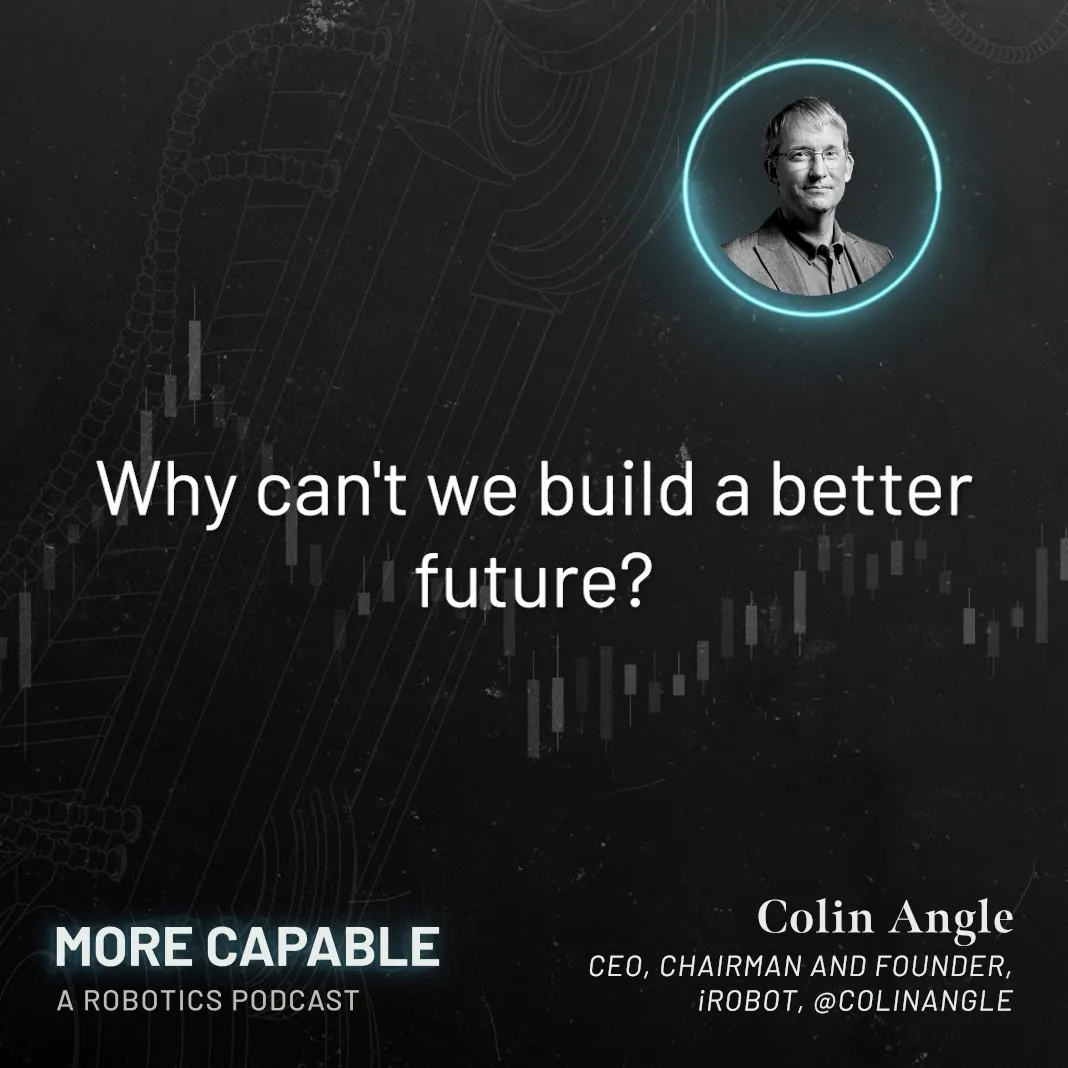 Why can't we build a better
future?
MORE CAPABLE
A ROBOTICS PODCAST
Colin Angle
CEO, CHAIRMAN AND FOUNDER,
iROBOT, @COLINANGLE